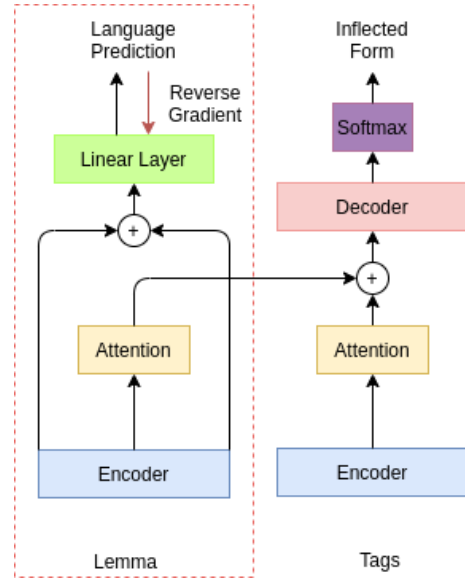 Language
Prediction
Reverse
Gradient
Linear Layer
+
Attention
Encoder
Lemma
Inflected
Form
Softmax
Decoder
+
Attention
Encoder
Tags